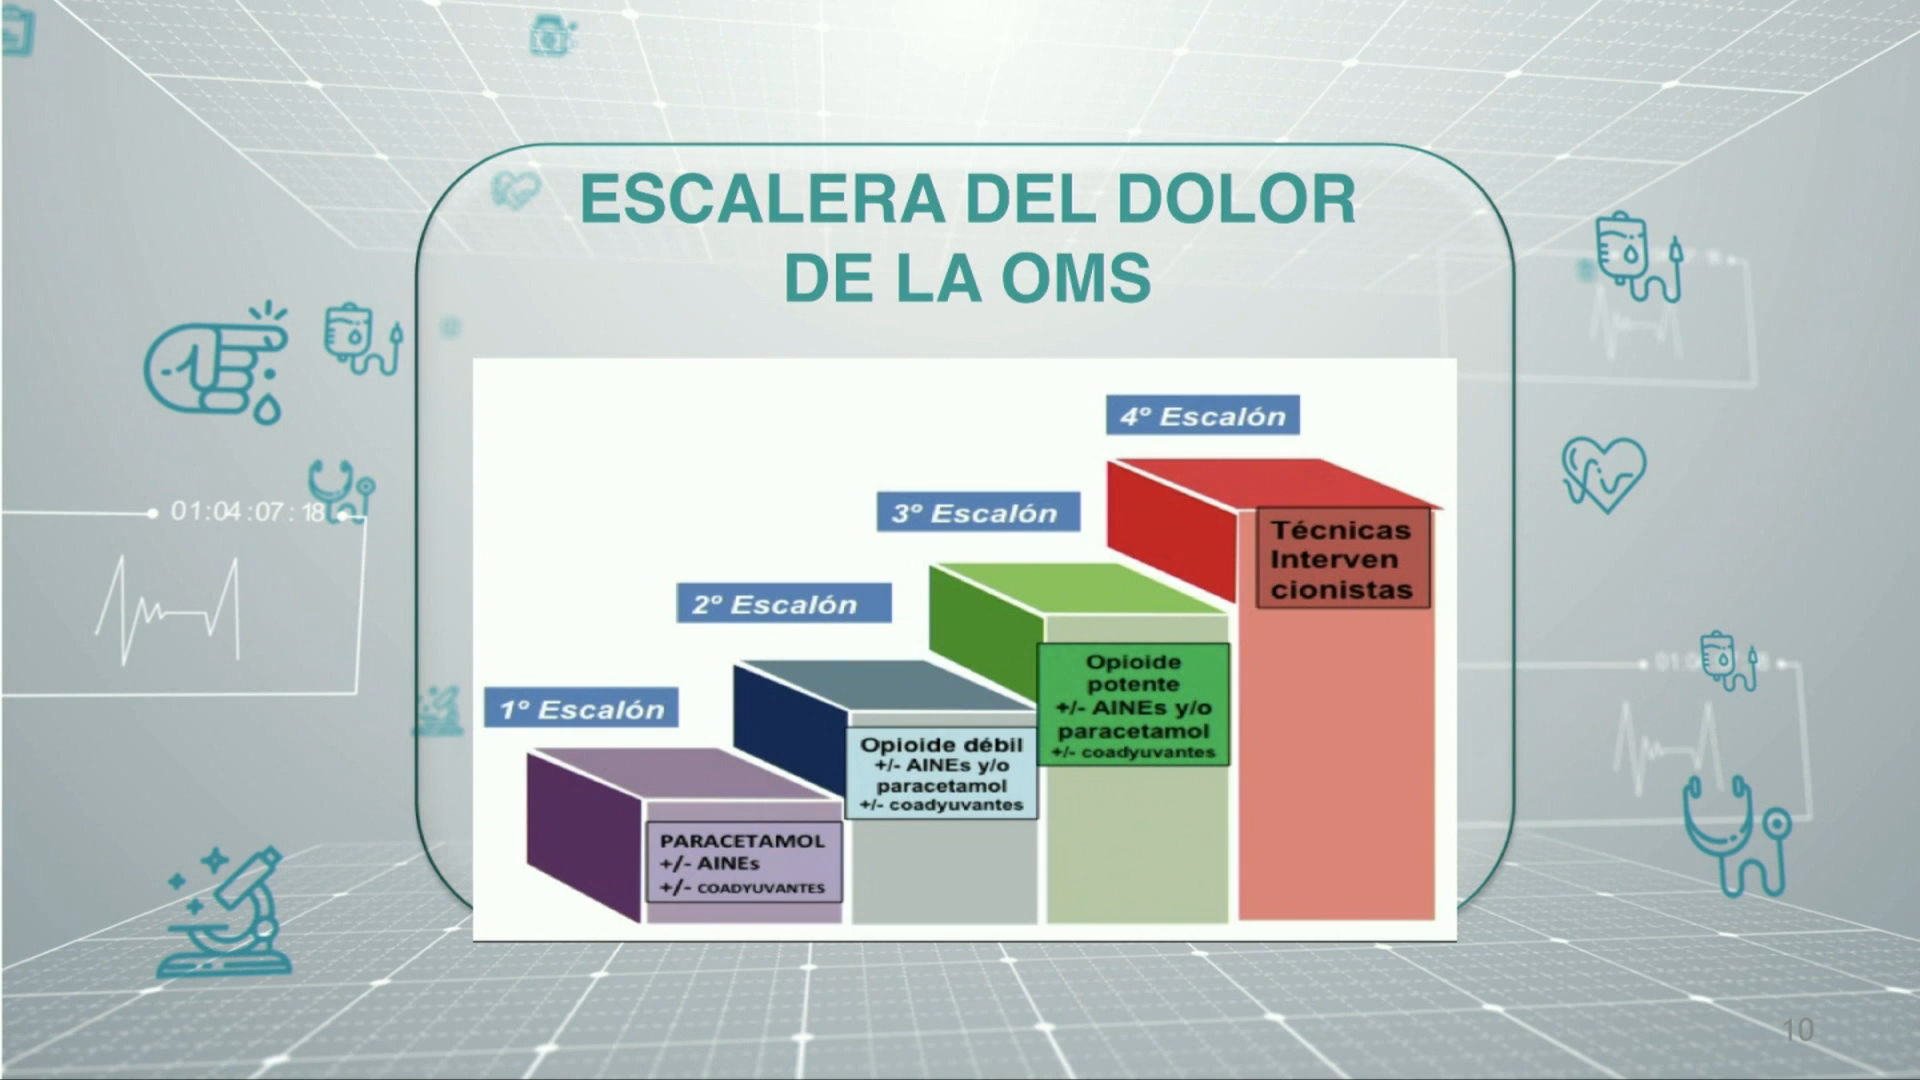 ESCALERA DEL DOLOR
DE LA OMS
4º Escalón
3º Escalón
2º Escalón
1º Escalón
Técnicas
Interven
cionistas
Opioide
potente
+/- AINEs y/o
paracetamol
+/- coadyuvantes
Opioide débil
+/- AINEs y/o
paracetamol
+/- coadyuvantes
PARACETAMOL
+/- AINEs
+/- COADYUVANTES
01:04:07:18
10